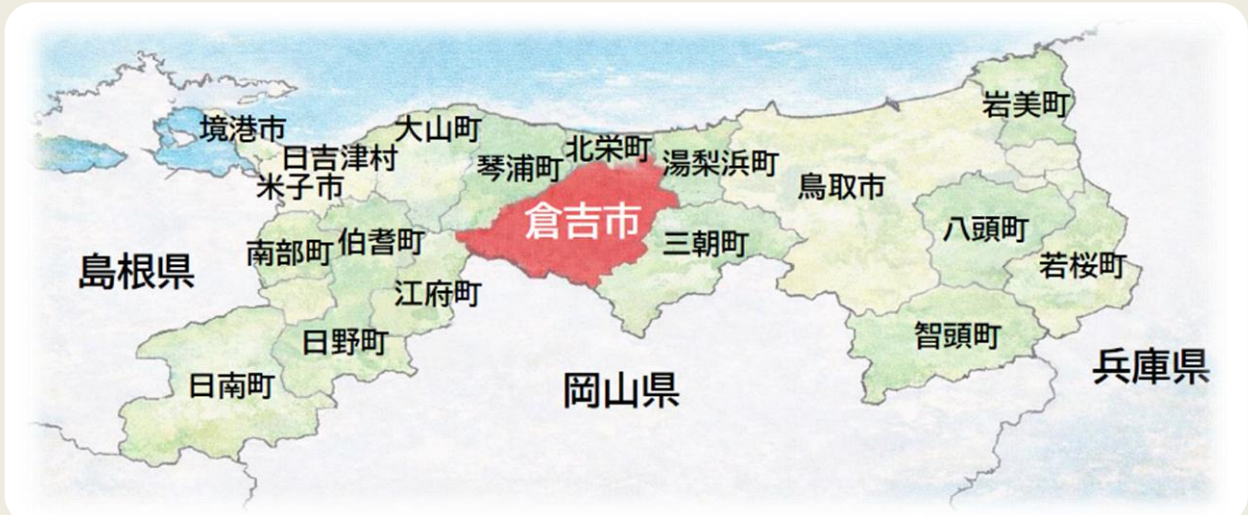 岩美町
境港市
大山町
日吉津村
北栄町
琴浦町
湯梨浜町
米子市
鳥取市
倉吉市
八頭町
南部町
伯耆町
三朝町
島根県
若桜町
江府町
日野町
智頭町
兵庫県
日南町
岡山県